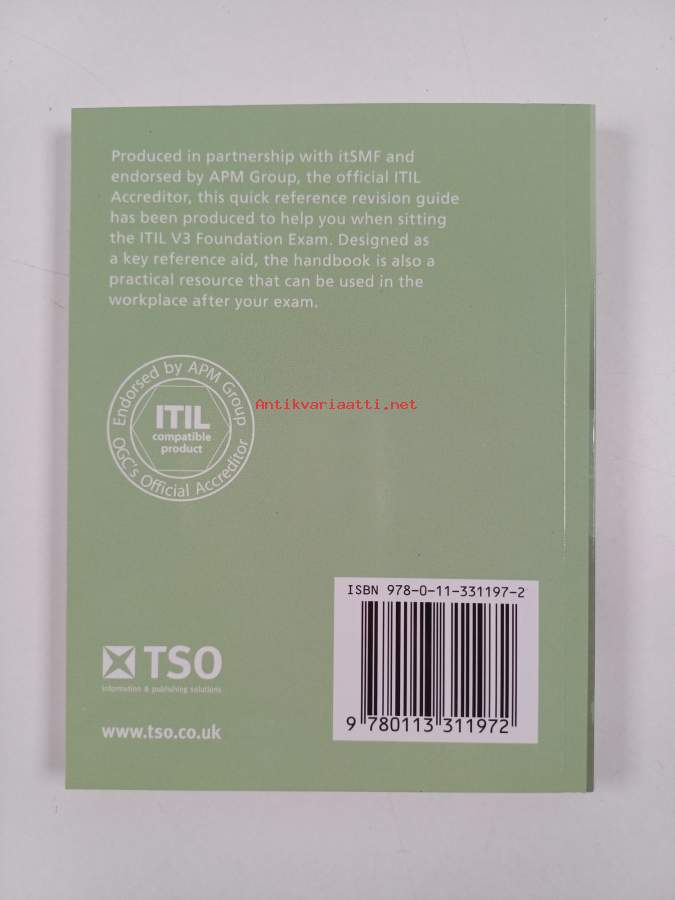 Produced in partnership with itSMF and
endorsed by APM Group, the official ITIL
Accreditor, this quick reference revision guide
has been produced to help you when sitting
the ITIL V3 Foundation Exam. Designed as
a key reference aid, the handbook is also a
practical resource that can be used in the
workplace after your exam.
Endorsed by APM Group
ITIL
compatible
product
OGC's Official Accreditor
Antikvariaatti.net
ISBN 978-0-11-331197-2
9 780113 311972
TSO
information & publishing solutions
www.tso.co.uk